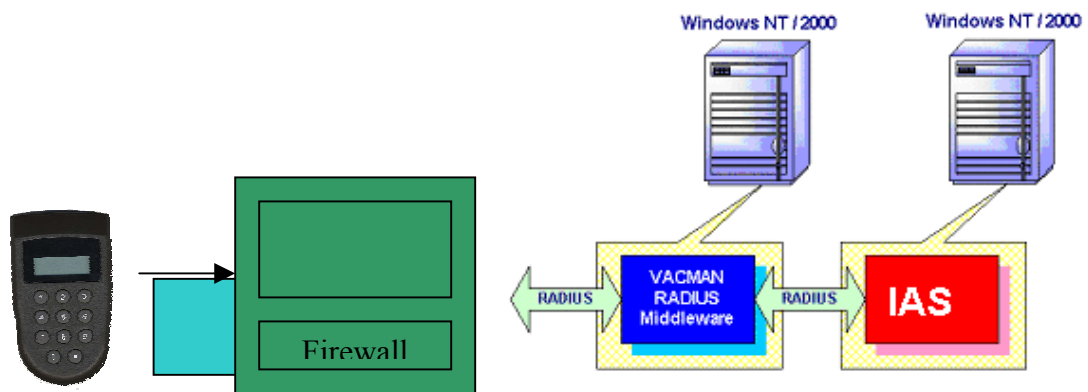 Windows NT / 2000
Windows NT / 2000
RADIUS
VACMAN
RADIUS
Middleware
RADIUS
IAS
Firewall